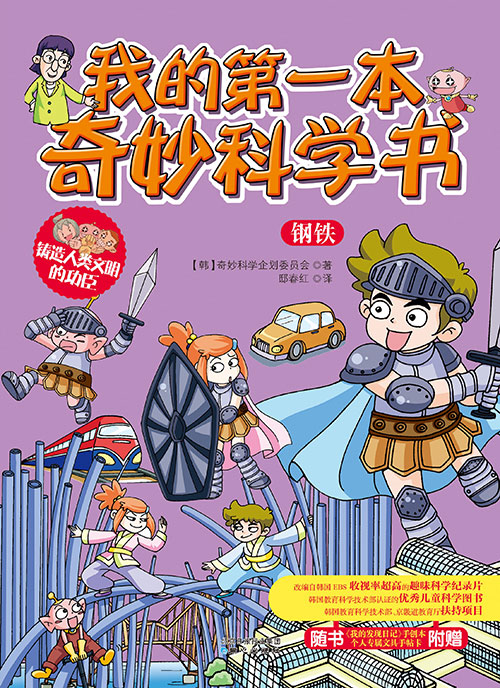 我的第一本
奇妙科学书
钢铁
铸造人类文明
的功臣
【韩】奇妙科学企划委员会 著
邸春红 译
改编自韩国EBS 收视率超高的趣味科学纪录片
韩国教育科学技术部认证的优秀儿童科学图书
韩国教育科学技术部、京畿道教育厅扶持项目
随书《我的发现日记》手创本
个人专属文具手帖卡 附赠